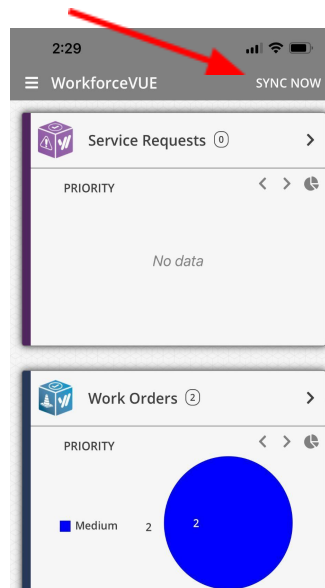 2:29
WorkforceVUE SYNC NOW
Service Requests 0
PRIORITY
No data
Work Orders 2
PRIORITY
Medium 2 2